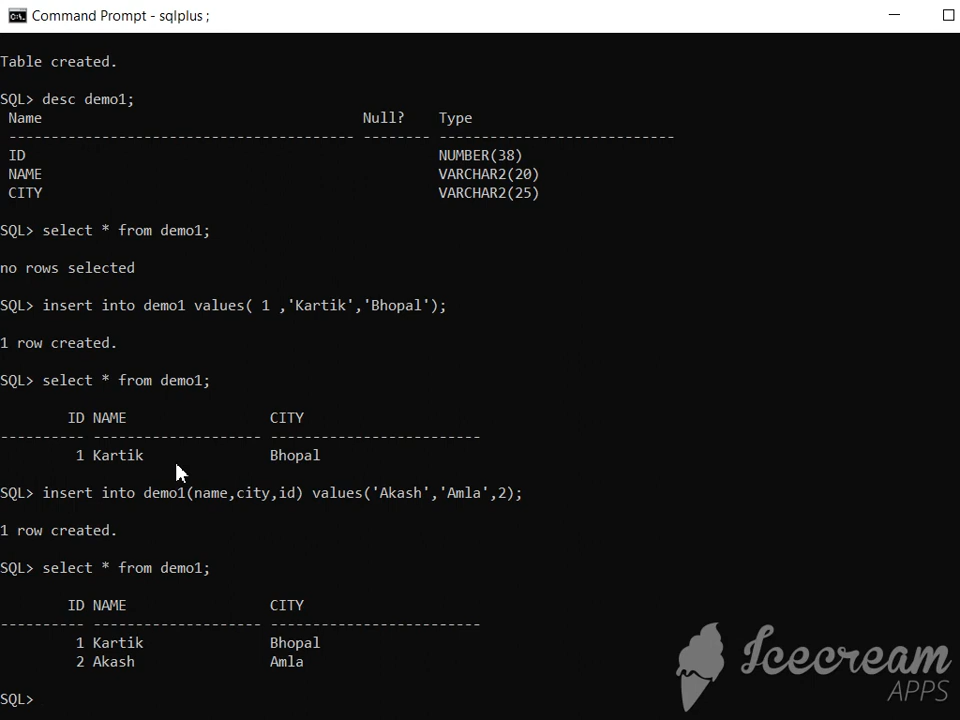 Command Prompt - sqlplus ;
Table created.
SQL> desc demo1;
Name Null? Type
----------------------------------------- -------- ----------------------------
ID NUMBER(38)
NAME VARCHAR2(20)
CITY VARCHAR2(25)
SQL> select * from demo1;
no rows selected
SQL> insert into demo1 values( 1 ,'Kartik','Bhopal');
1 row created.
SQL> select * from demo1;
ID NAME CITY
---------- -------------------- -------------------------
1 Kartik Bhopal
SQL> insert into demo1(name,city,id) values('Akash','Amla',2);
1 row created.
SQL> select * from demo1;
ID NAME CITY
---------- -------------------- -------------------------
1 Kartik Bhopal
2 Akash Amla
SQL>
Icecream
APPS